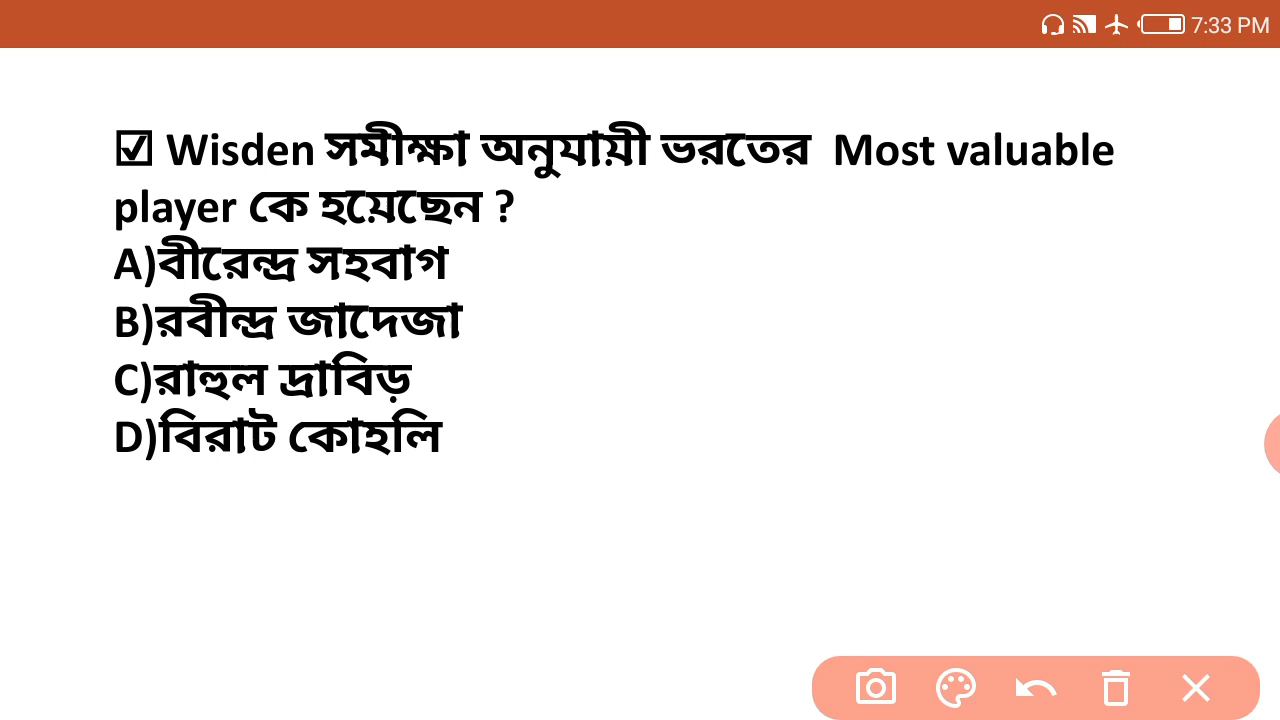 7:33 PM
☑ Wisden সমীক্ষা অনুযায়ী ভরতের Most valuable
player কে হয়েছেন ?
A)বীরেন্দ্র সহবাগ
B)রবীন্দ্র জাদেজা
C)রাহুল দ্রাবিড়
D)বিরাট কোহলি